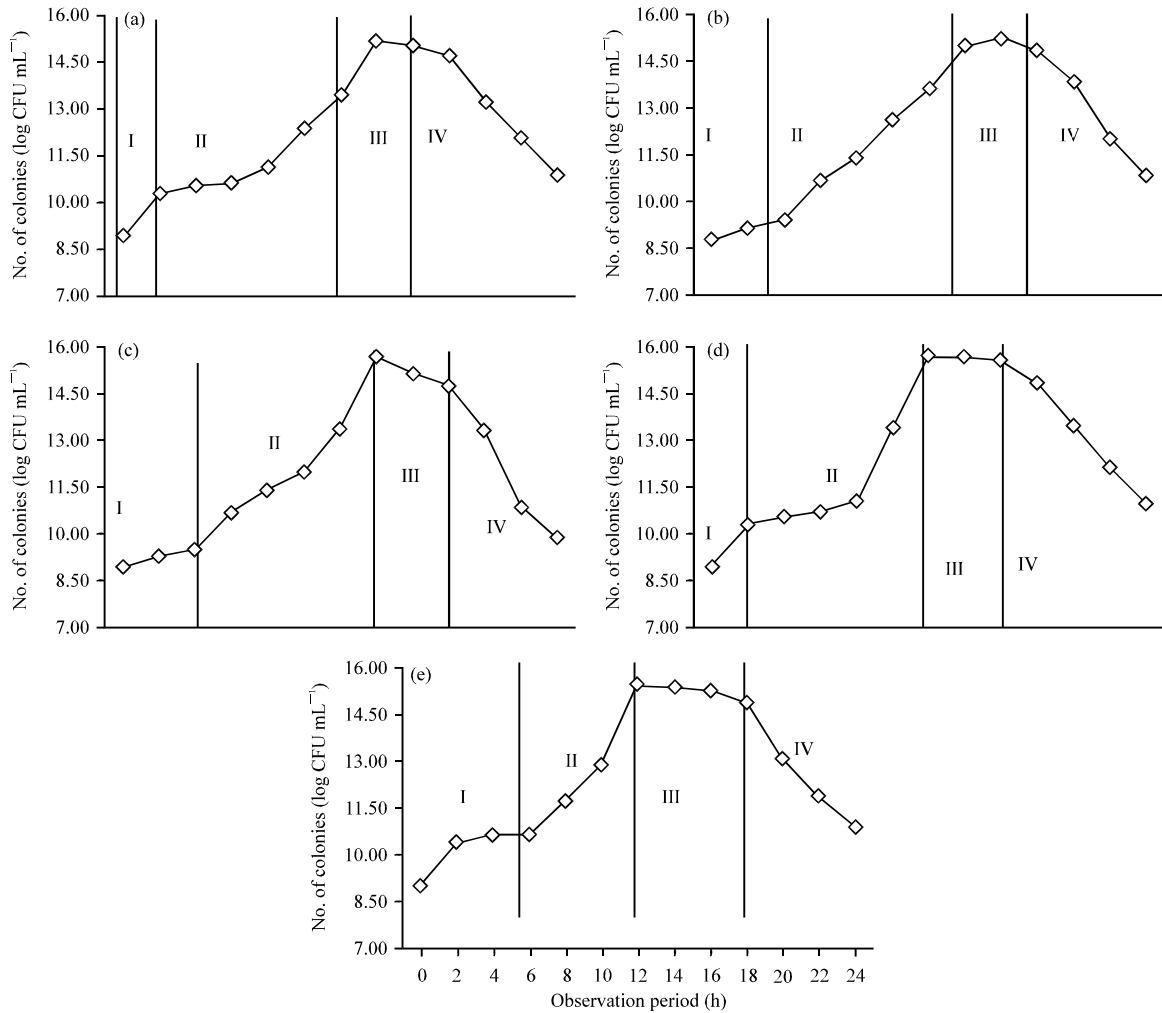 (a)
No. of colonies (log CFU mL⁻¹)
16.00
14.50
13.00
11.50
10.00
8.50
7.00
I
II
III
IV
(b)
No. of colonies (log CFU mL⁻¹)
16.00
14.50
13.00
11.50
10.00
8.50
7.00
I
II
III
IV
(c)
No. of colonies (log CFU mL⁻¹)
16.00
14.50
13.00
11.50
10.00
8.50
7.00
I
II
III
IV
(d)
No. of colonies (log CFU mL⁻¹)
16.00
14.50
13.00
11.50
10.00
8.50
7.00
I
II
III
IV
(e)
No. of colonies (log CFU mL⁻¹)
16.00
14.50
13.00
11.50
10.00
8.50
7.00
I
II
III
IV
0 2 4 6 8 10 12 14 16 18 20 22 24
Observation period (h)